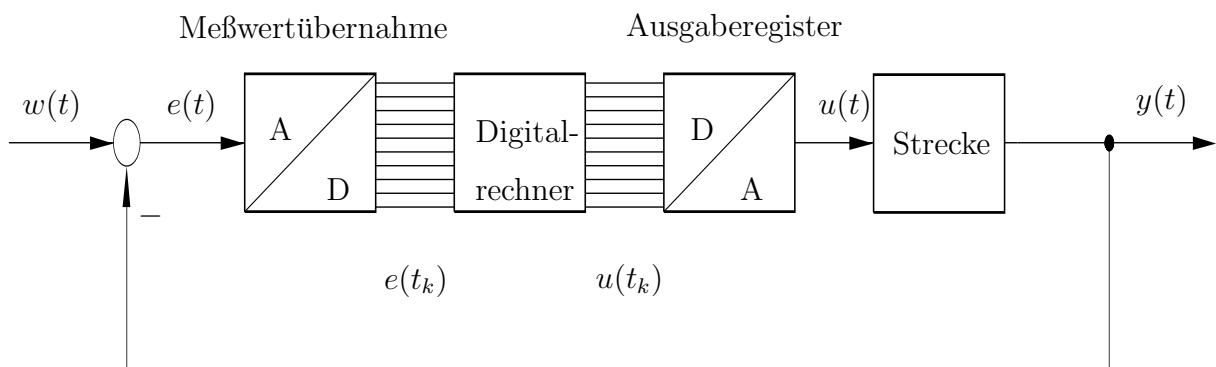 Meßwertübernahme
Ausgaberegister
w(t)
e(t)
u(t)
y(t)
A
D
Digital-
rechner
D
A
Strecke
−
e(t_k)
u(t_k)